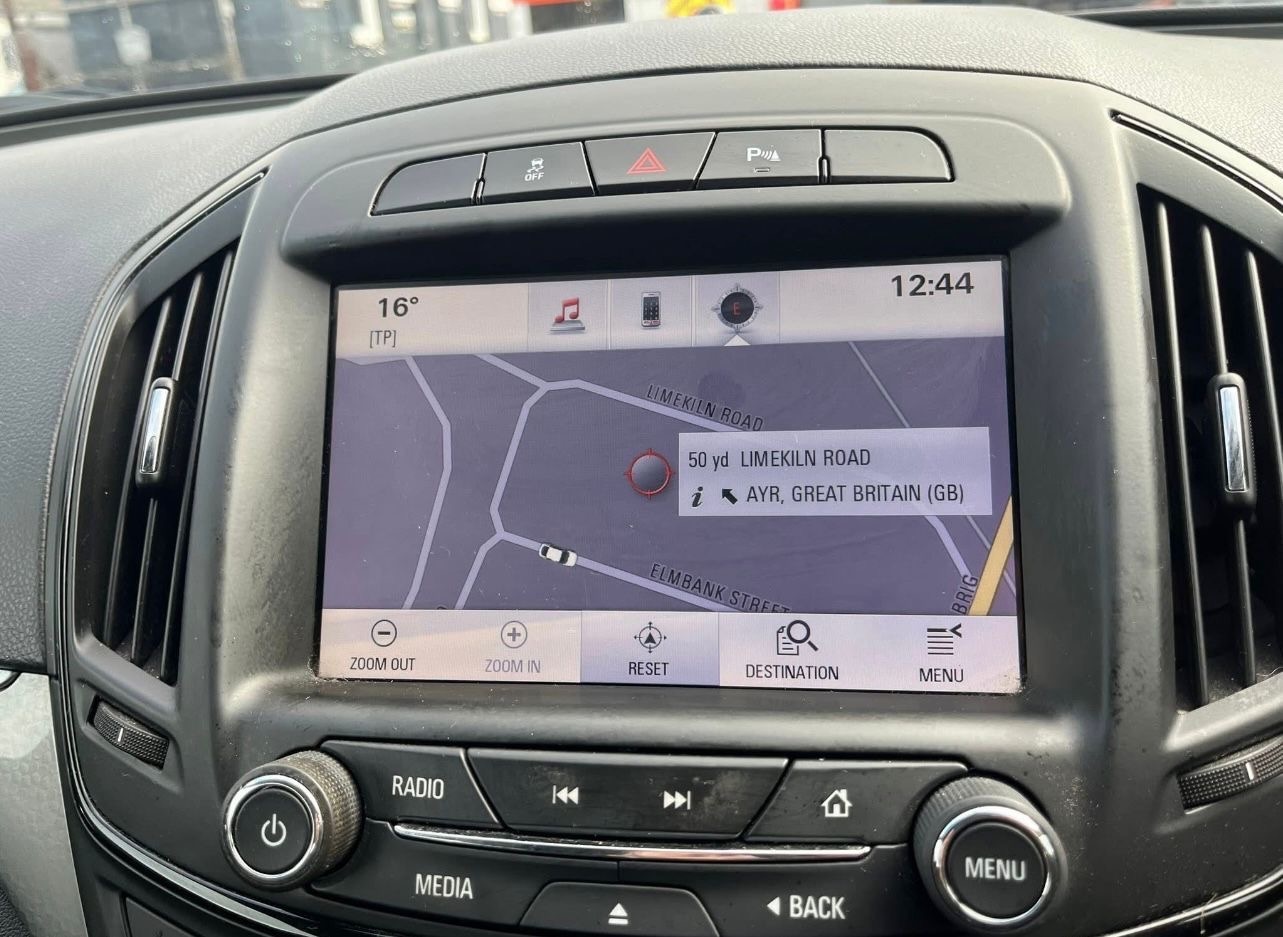 OFF
P
16°
[TP]
E
12:44
LIMEKILN ROAD
50 yd LIMEKILN ROAD
i AYR, GREAT BRITAIN (GB)
ELMBANK STREET
BRIG
ZOOM OUT
ZOOM IN
RESET
DESTINATION
MENU
RADIO
MEDIA
BACK
MENU